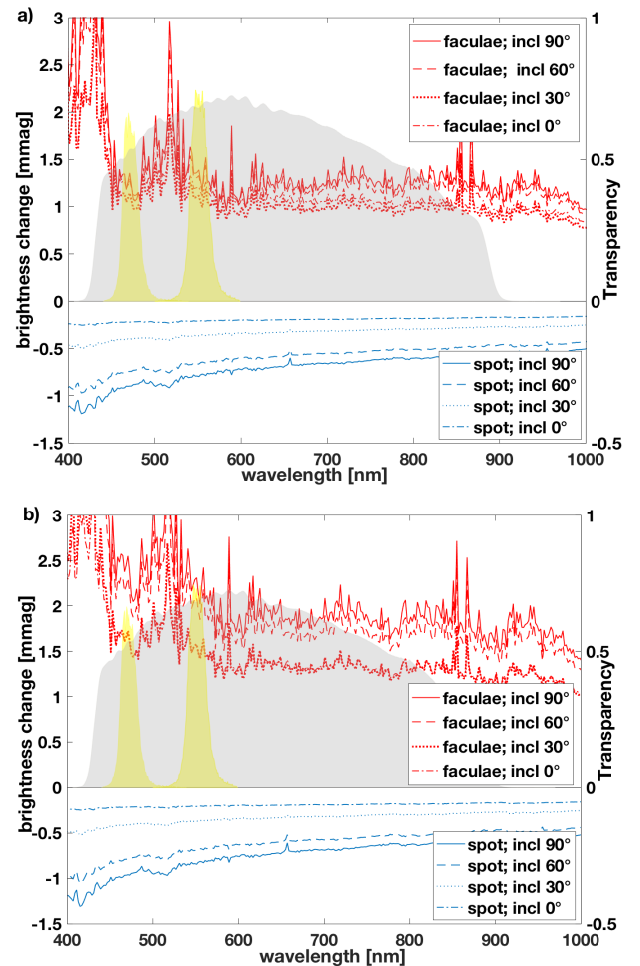 a)
3
2.5
2
1.5
1
0.5
0
-0.5
-1
-1.5
brightness change [mmag]
faculae; incl 90°
faculae; incl 60°
faculae; incl 30°
faculae; incl 0°
1
0.5
0
-0.5
Transparency
spot; incl 90°
spot; incl 60°
spot; incl 30°
spot; incl 0°
400 500 600 700 800 900 1000
wavelength [nm]
b)
3
2.5
2
1.5
1
0.5
0
-0.5
-1
-1.5
brightness change [mmag]
1
0.5
0
-0.5
Transparency
faculae; incl 90°
faculae; incl 60°
faculae; incl 30°
faculae; incl 0°
spot; incl 90°
spot; incl 60°
spot; incl 30°
spot; incl 0°
400 500 600 700 800 900 1000
wavelength [nm]